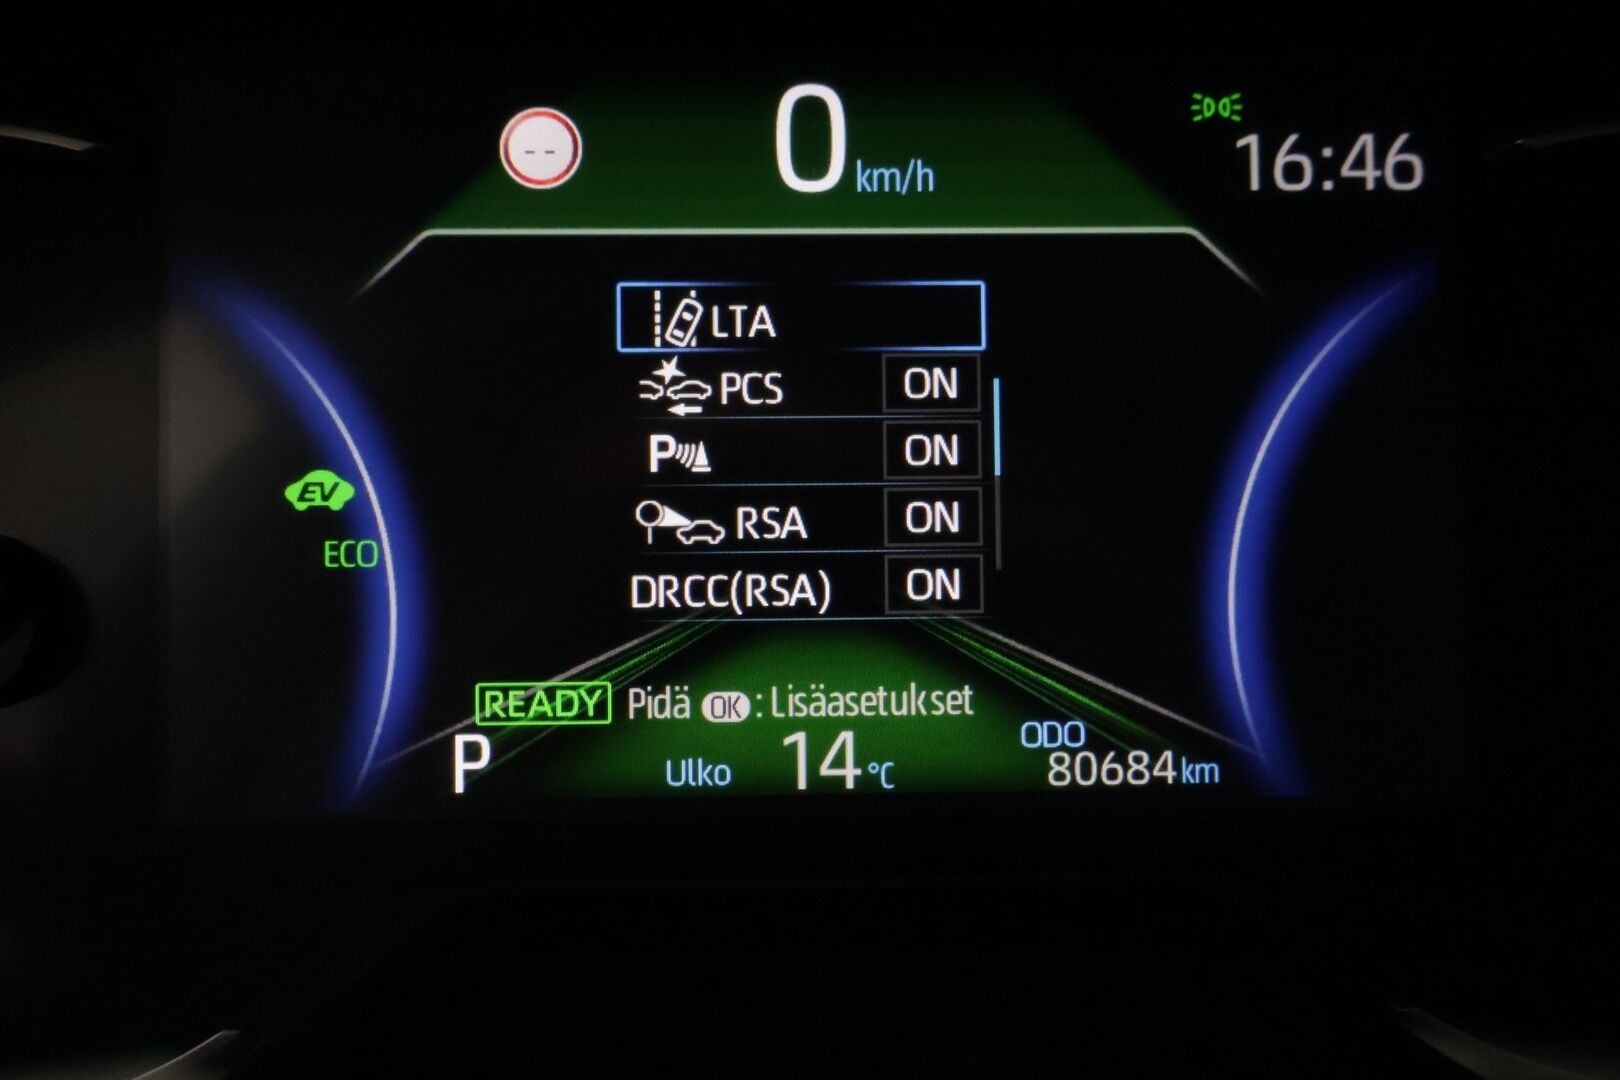 --
0 km/h
16:46
LTA
PCS ON
P ON
RSA ON
DRCC(RSA) ON
EV
ECO
READY Pidä OK : Lisäasetukset
P
Ulko 14 °C
ODO
80684 km